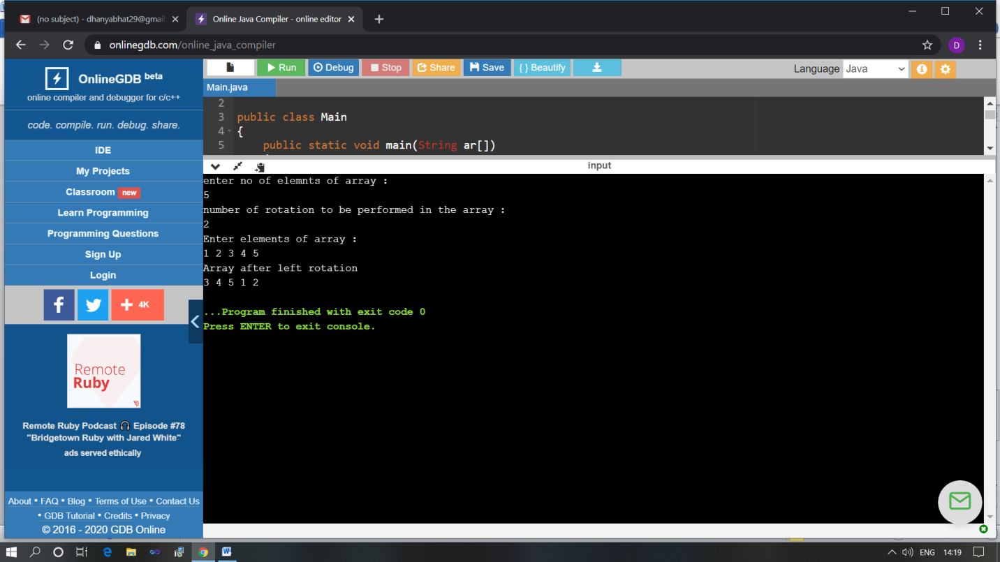 (no subject) - dhanyabhat29@gmail
Online Java Compiler - online editor
onlinegdb.com/online_java_compiler
D
OnlineGDB beta
online compiler and debugger for c/c++
code. compile. run. debug. share.
IDE
My Projects
Classroom new
Learn Programming
Programming Questions
Sign Up
Login
4K
Remote
Ruby
Remote Ruby Podcast 🎧 Episode #78
"Bridgetown Ruby with Jared White"
ads served ethically
About • FAQ • Blog • Terms of Use • Contact Us
• GDB Tutorial • Credits • Privacy
© 2016 - 2020 GDB Online
Run Debug Stop Share Save { } Beautify
Language Java
Main.java
2
3 public class Main
4 {
5 public static void main(String ar[])
input
enter no of elemnts of array :
5
number of rotation to be performed in the array :
2
Enter elements of array :
1 2 3 4 5
Array after left rotation
3 4 5 1 2
...Program finished with exit code 0
Press ENTER to exit console.
ENG 14:19